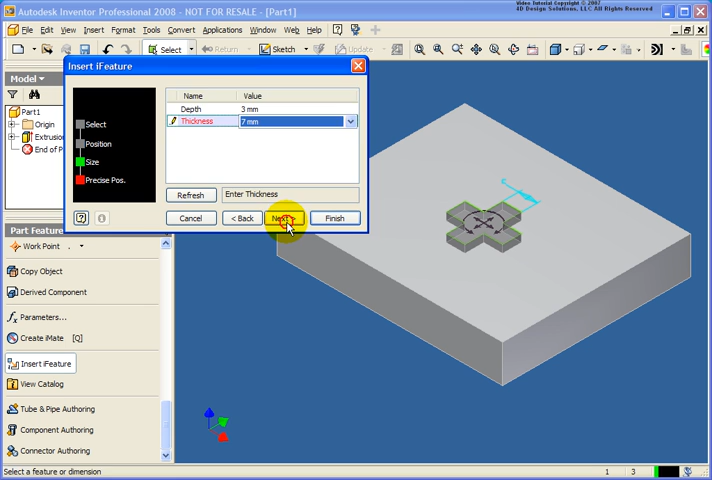 Video Tutorial Copyright © 2007
4D Design Solutions, LLC All Rights Reserved
Autodesk Inventor Professional 2008 - NOT FOR RESALE - [Part1]
File Edit View Insert Format Tools Convert Applications Window Web Help
Select Return Sketch Update
Model
Part1
Origin
Extrusion
End of P
Insert iFeature
Select
Position
Size
Precise Pos.
Name Value
Depth 3 mm
Thickness 7 mm
Refresh Enter Thickness
Cancel < Back Next > Finish
Part Feature
Work Point
Copy Object
Derived Component
Parameters...
Create iMate [Q]
Insert iFeature
View Catalog
Tube & Pipe Authoring
Component Authoring
Connector Authoring
Select a feature or dimension 1 3